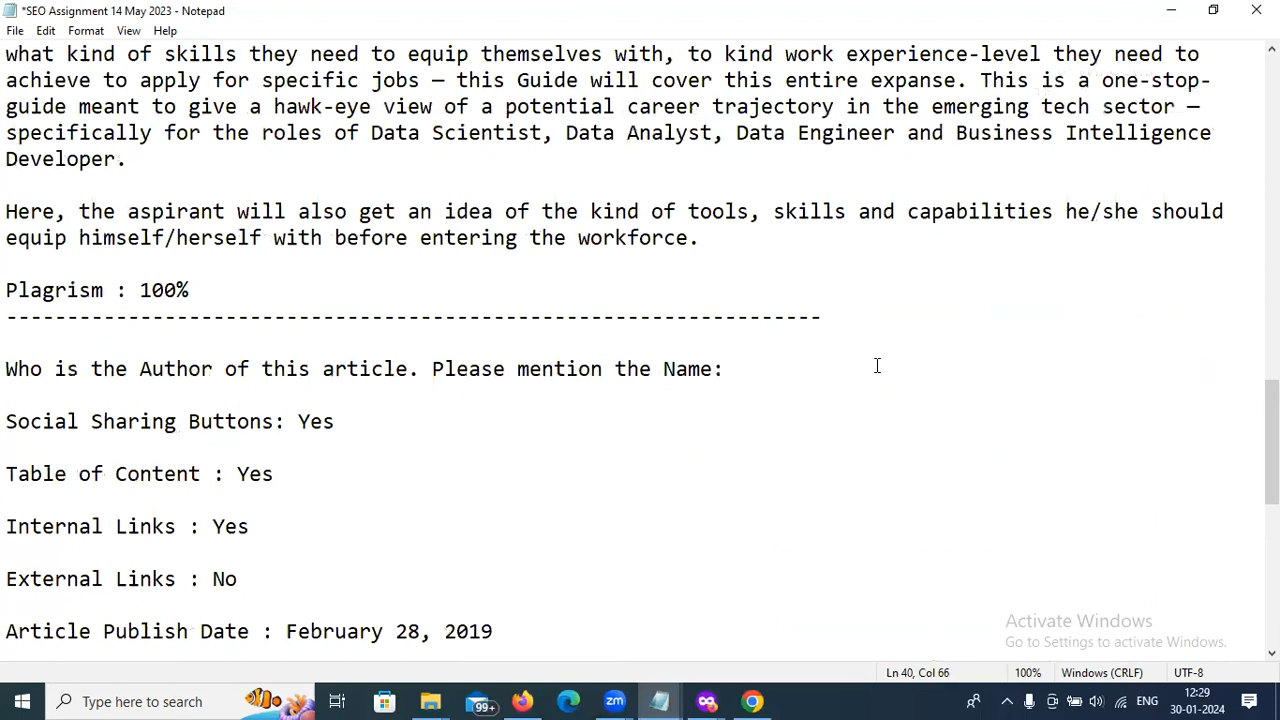 *SEO Assignment 14 May 2023 - Notepad
File Edit Format View Help
what kind of skills they need to equip themselves with, to kind work experience-level they need to
achieve to apply for specific jobs — this Guide will cover this entire expanse. This is a one-stop-
guide meant to give a hawk-eye view of a potential career trajectory in the emerging tech sector —
specifically for the roles of Data Scientist, Data Analyst, Data Engineer and Business Intelligence
Developer.
Here, the aspirant will also get an idea of the kind of tools, skills and capabilities he/she should
equip himself/herself with before entering the workforce.
Plagrism : 100%
-------------------------------------------------------------------
Who is the Author of this article. Please mention the Name:
Social Sharing Buttons: Yes
Table of Content : Yes
Internal Links : Yes
External Links : No
Article Publish Date : February 28, 2019
Activate Windows
Go to Settings to activate Windows.
Ln 40, Col 66 100% Windows (CRLF) UTF-8
Type here to search 99+ ENG 12:29
30-01-2024